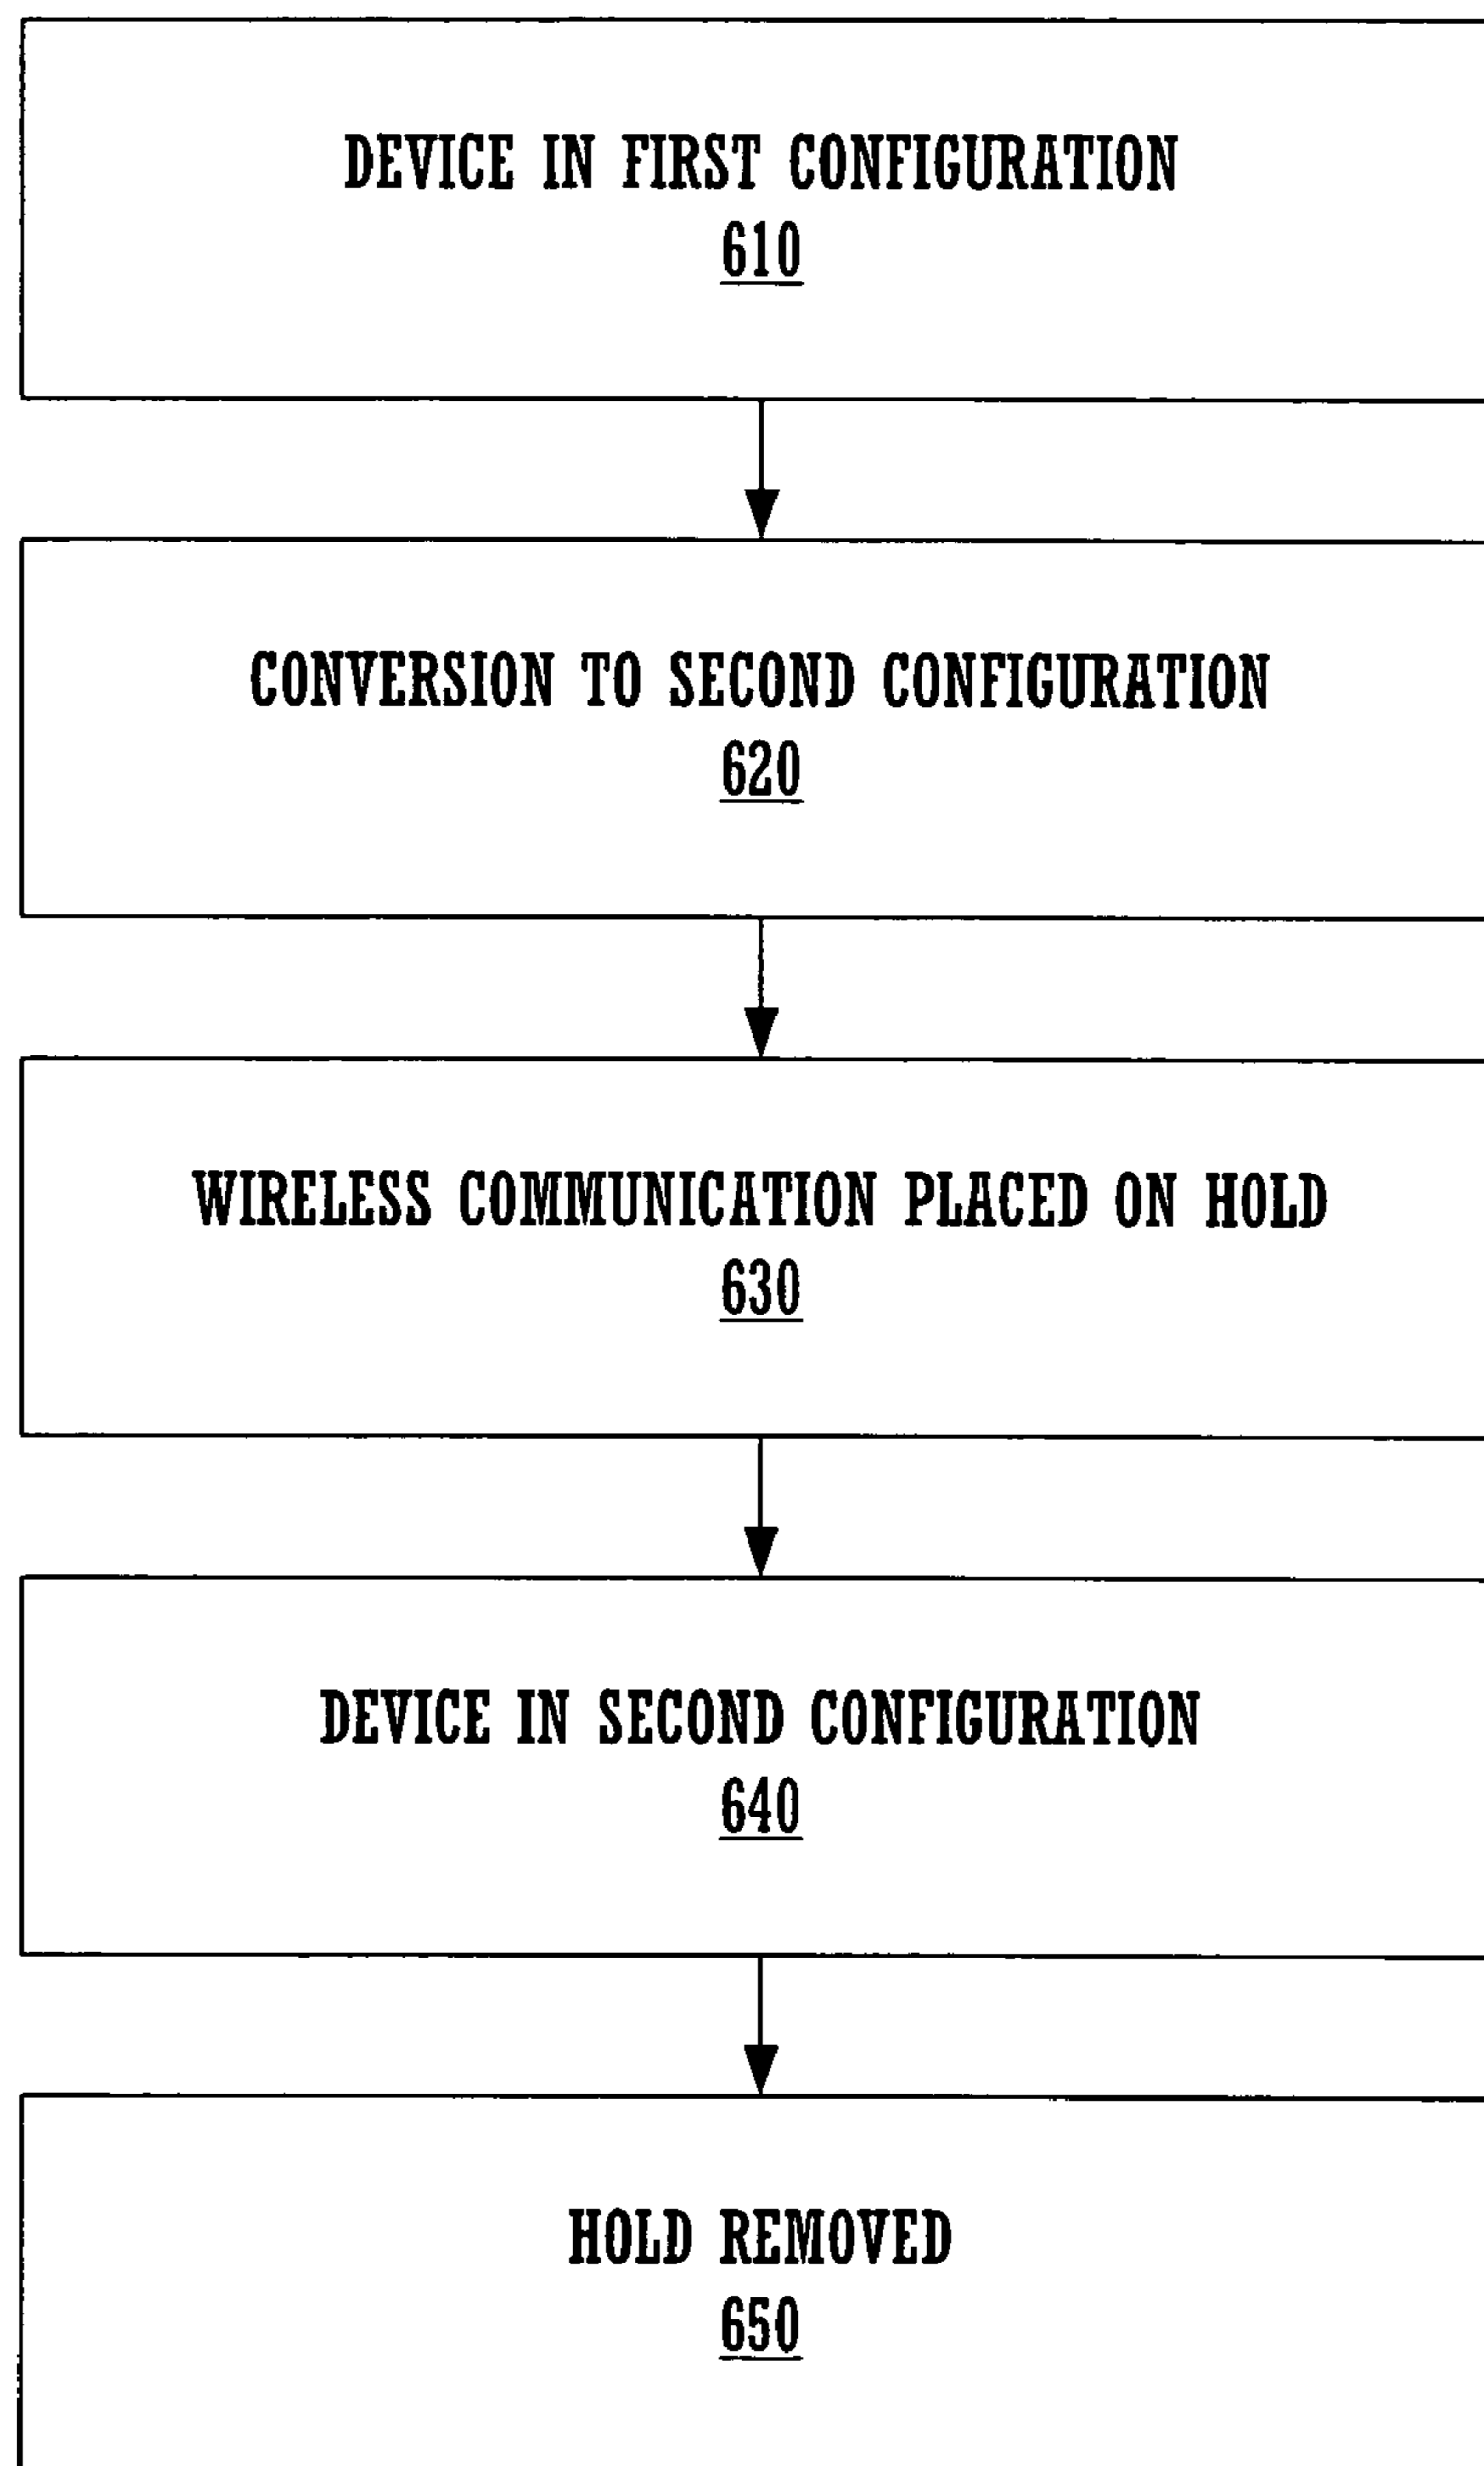 DEVICE IN FIRST CONFIGURATION
610
CONVERSION TO SECOND CONFIGURATION
620
WIRELESS COMMUNICATION PLACED ON HOLD
630
DEVICE IN SECOND CONFIGURATION
640
HOLD REMOVED
650